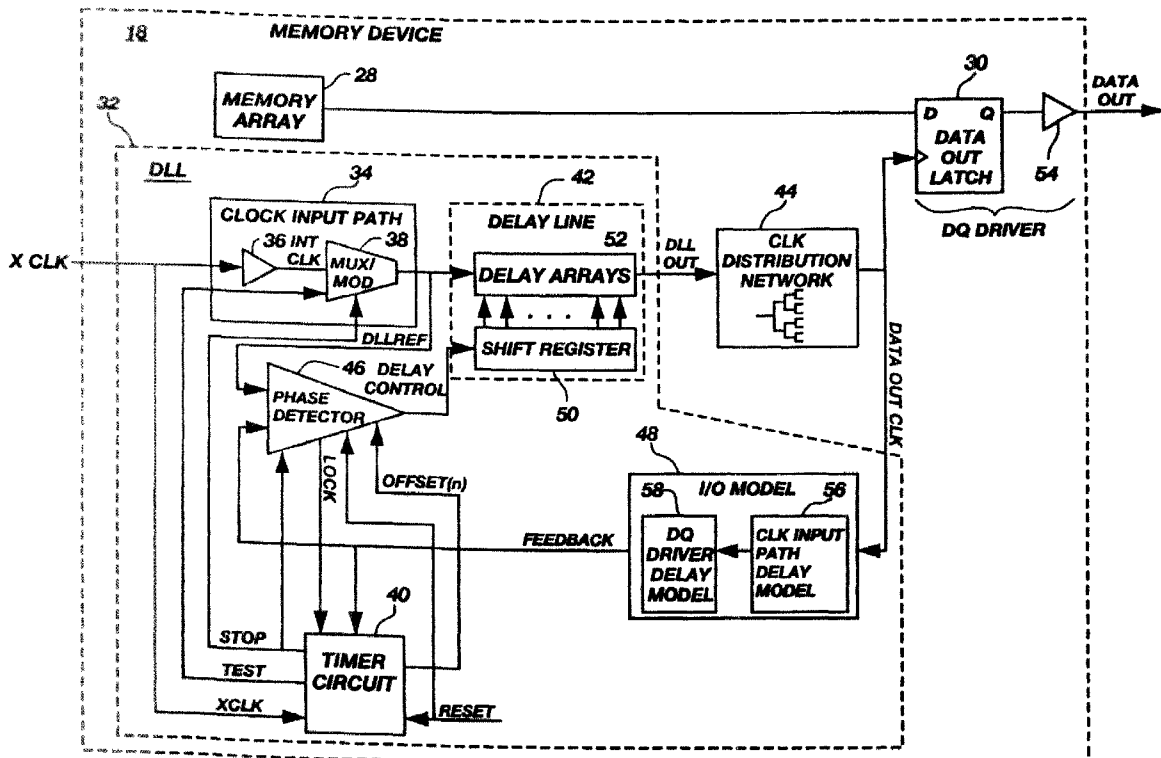 18
MEMORY DEVICE
28
MEMORY
ARRAY
30
D Q
DATA
OUT
LATCH
DATA
OUT
54
DQ DRIVER
32
DLL
34
CLOCK INPUT PATH
36 INT
CLK
38
MUX/
MOD
X CLK
42
DELAY LINE
52
DELAY ARRAYS
. . .
SHIFT REGISTER
50
DLL
OUT
44
CLK
DISTRIBUTION
NETWORK
DATA OUT CLK
DLLREF
46
DELAY
CONTROL
PHASE
DETECTOR
LOCK
OFFSET(n)
48
I/O MODEL
58
DQ
DRIVER
DELAY
MODEL
56
CLK INPUT
PATH
DELAY
MODEL
FEEDBACK
40
TIMER
CIRCUIT
STOP
TEST
XCLK
RESET